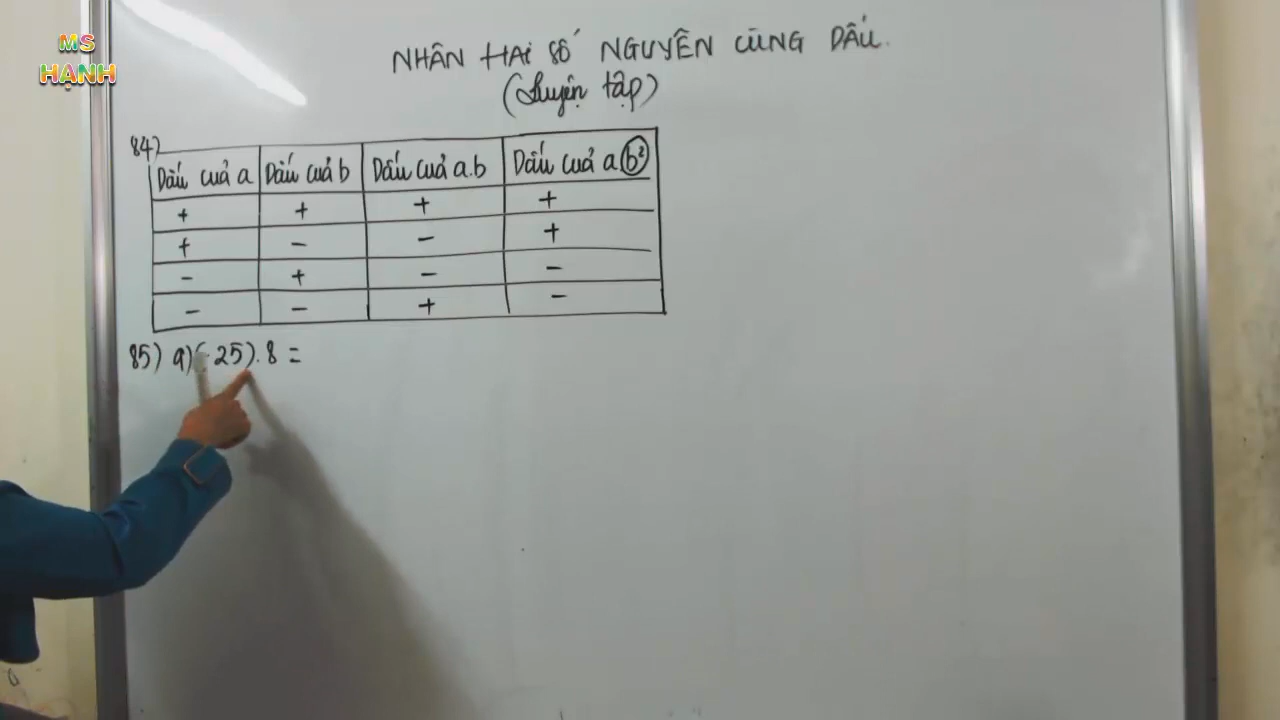 MS
HẠNH
NHÂN HAI SỐ NGUYÊN CÙNG DẤU.
(Luyện tập)
84)
Dấu của a Dấu của b Dấu của a.b Dấu của a b²
+ + + +
+ - - +
- + - -
- - + -
85) a) (-25).8 =